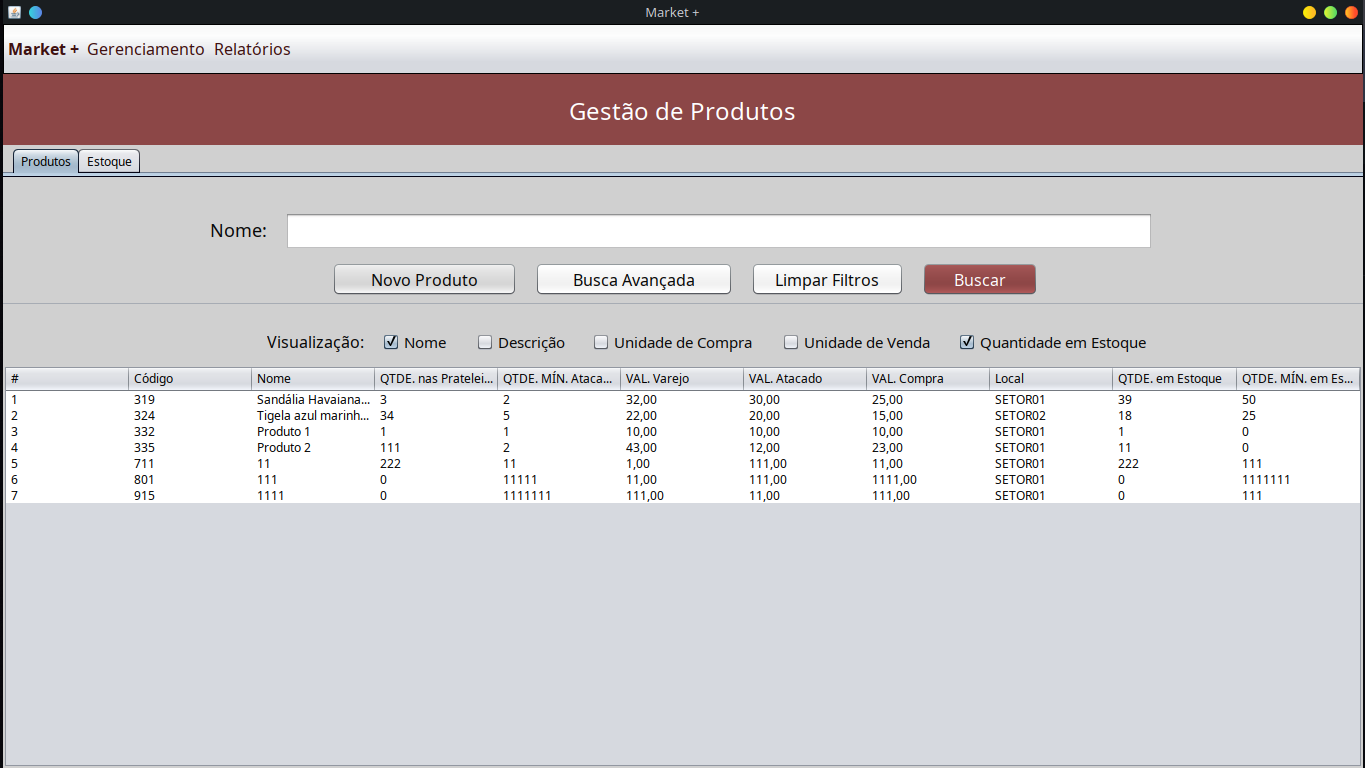 Market +
Market + Gerenciamento Relatórios
Gestão de Produtos
Produtos Estoque
Nome:
Novo Produto Busca Avançada Limpar Filtros Buscar
Visualização: Nome Descrição Unidade de Compra Unidade de Venda Quantidade em Estoque
# Código Nome QTDE. nas Pratelei... QTDE. MÍN. Ataca... VAL. Varejo VAL. Atacado VAL. Compra Local QTDE. em Estoque QTDE. MÍN. em Es...
1 319 Sandália Havaiana... 3 2 32,00 30,00 25,00 SETOR01 39 50
2 324 Tigela azul marinh... 34 5 22,00 20,00 15,00 SETOR02 18 25
3 332 Produto 1 1 1 10,00 10,00 10,00 SETOR01 1 0
4 335 Produto 2 111 2 43,00 12,00 23,00 SETOR01 11 0
5 711 11 222 11 1,00 111,00 11,00 SETOR01 222 111
6 801 111 0 11111 11,00 111,00 1111,00 SETOR01 0 1111111
7 915 1111 0 1111111 111,00 11,00 111,00 SETOR01 0 111